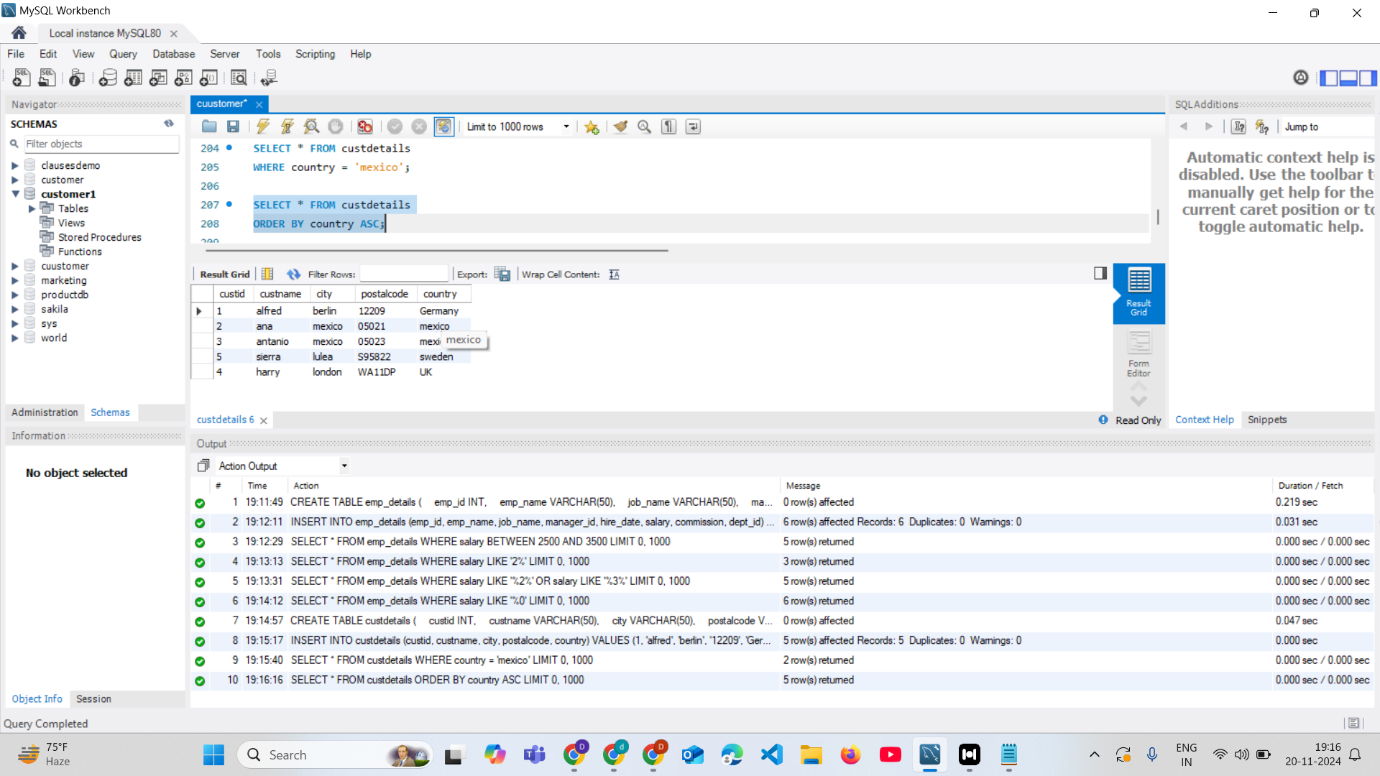 MySQL Workbench
Local instance MySQL80
File Edit View Query Database Server Tools Scripting Help
Navigator
SCHEMAS
Filter objects
clausesdemo
customer
customer1
Tables
Views
Stored Procedures
Functions
cuustomer
marketing
productdb
sakila
sys
world
Administration Schemas
Information
No object selected
Object Info Session
Query Completed
cuustomer*
Limit to 1000 rows
204 SELECT * FROM custdetails
205 WHERE country = 'mexico';
206
207 SELECT * FROM custdetails
208 ORDER BY country ASC;
209
Result Grid Filter Rows: Export: Wrap Cell Content:
custid custname city postalcode country
1 alfred berlin 12209 Germany
2 ana mexico 05021 mexico
3 antanio mexico 05023 mexi
mexico
5 sierra lulea S95822 sweden
4 harry london WA11DP UK
Result Grid
Form Editor
custdetails 6
Read Only
SQLAdditions
Jump to
Automatic context help is
disabled. Use the toolbar t
manually get help for the
current caret position or to
toggle automatic help.
Context Help Snippets
Output
Action Output
# Time Action Message Duration / Fetch
1 19:11:49 CREATE TABLE emp_details ( emp_id INT, emp_name VARCHAR(50), job_name VARCHAR(50), ma... 0 row(s) affected 0.219 sec
2 19:12:11 INSERT INTO emp_details (emp_id, emp_name, job_name, manager_id, hire_date, salary, commission, dept_id) ... 6 row(s) affected Records: 6 Duplicates: 0 Warnings: 0 0.031 sec
3 19:12:29 SELECT * FROM emp_details WHERE salary BETWEEN 2500 AND 3500 LIMIT 0, 1000 5 row(s) returned 0.000 sec / 0.000 sec
4 19:13:13 SELECT * FROM emp_details WHERE salary LIKE '2%' LIMIT 0, 1000 3 row(s) returned 0.000 sec / 0.000 sec
5 19:13:31 SELECT * FROM emp_details WHERE salary LIKE '%2%' OR salary LIKE '%3%' LIMIT 0, 1000 5 row(s) returned 0.000 sec / 0.000 sec
6 19:14:12 SELECT * FROM emp_details WHERE salary LIKE '%0' LIMIT 0, 1000 6 row(s) returned 0.000 sec / 0.000 sec
7 19:14:57 CREATE TABLE custdetails ( custid INT, custname VARCHAR(50), city VARCHAR(50), postalcode V... 0 row(s) affected 0.047 sec
8 19:15:17 INSERT INTO custdetails (custid, custname, city, postalcode, country) VALUES (1, 'alfred', 'berlin', '12209', 'Ger... 5 row(s) affected Records: 5 Duplicates: 0 Warnings: 0 0.000 sec
9 19:15:40 SELECT * FROM custdetails WHERE country = 'mexico' LIMIT 0, 1000 2 row(s) returned 0.000 sec / 0.000 sec
10 19:16:16 SELECT * FROM custdetails ORDER BY country ASC LIMIT 0, 1000 5 row(s) returned 0.000 sec / 0.000 sec
75°F
Haze
Search
ENG
IN
19:16
20-11-2024